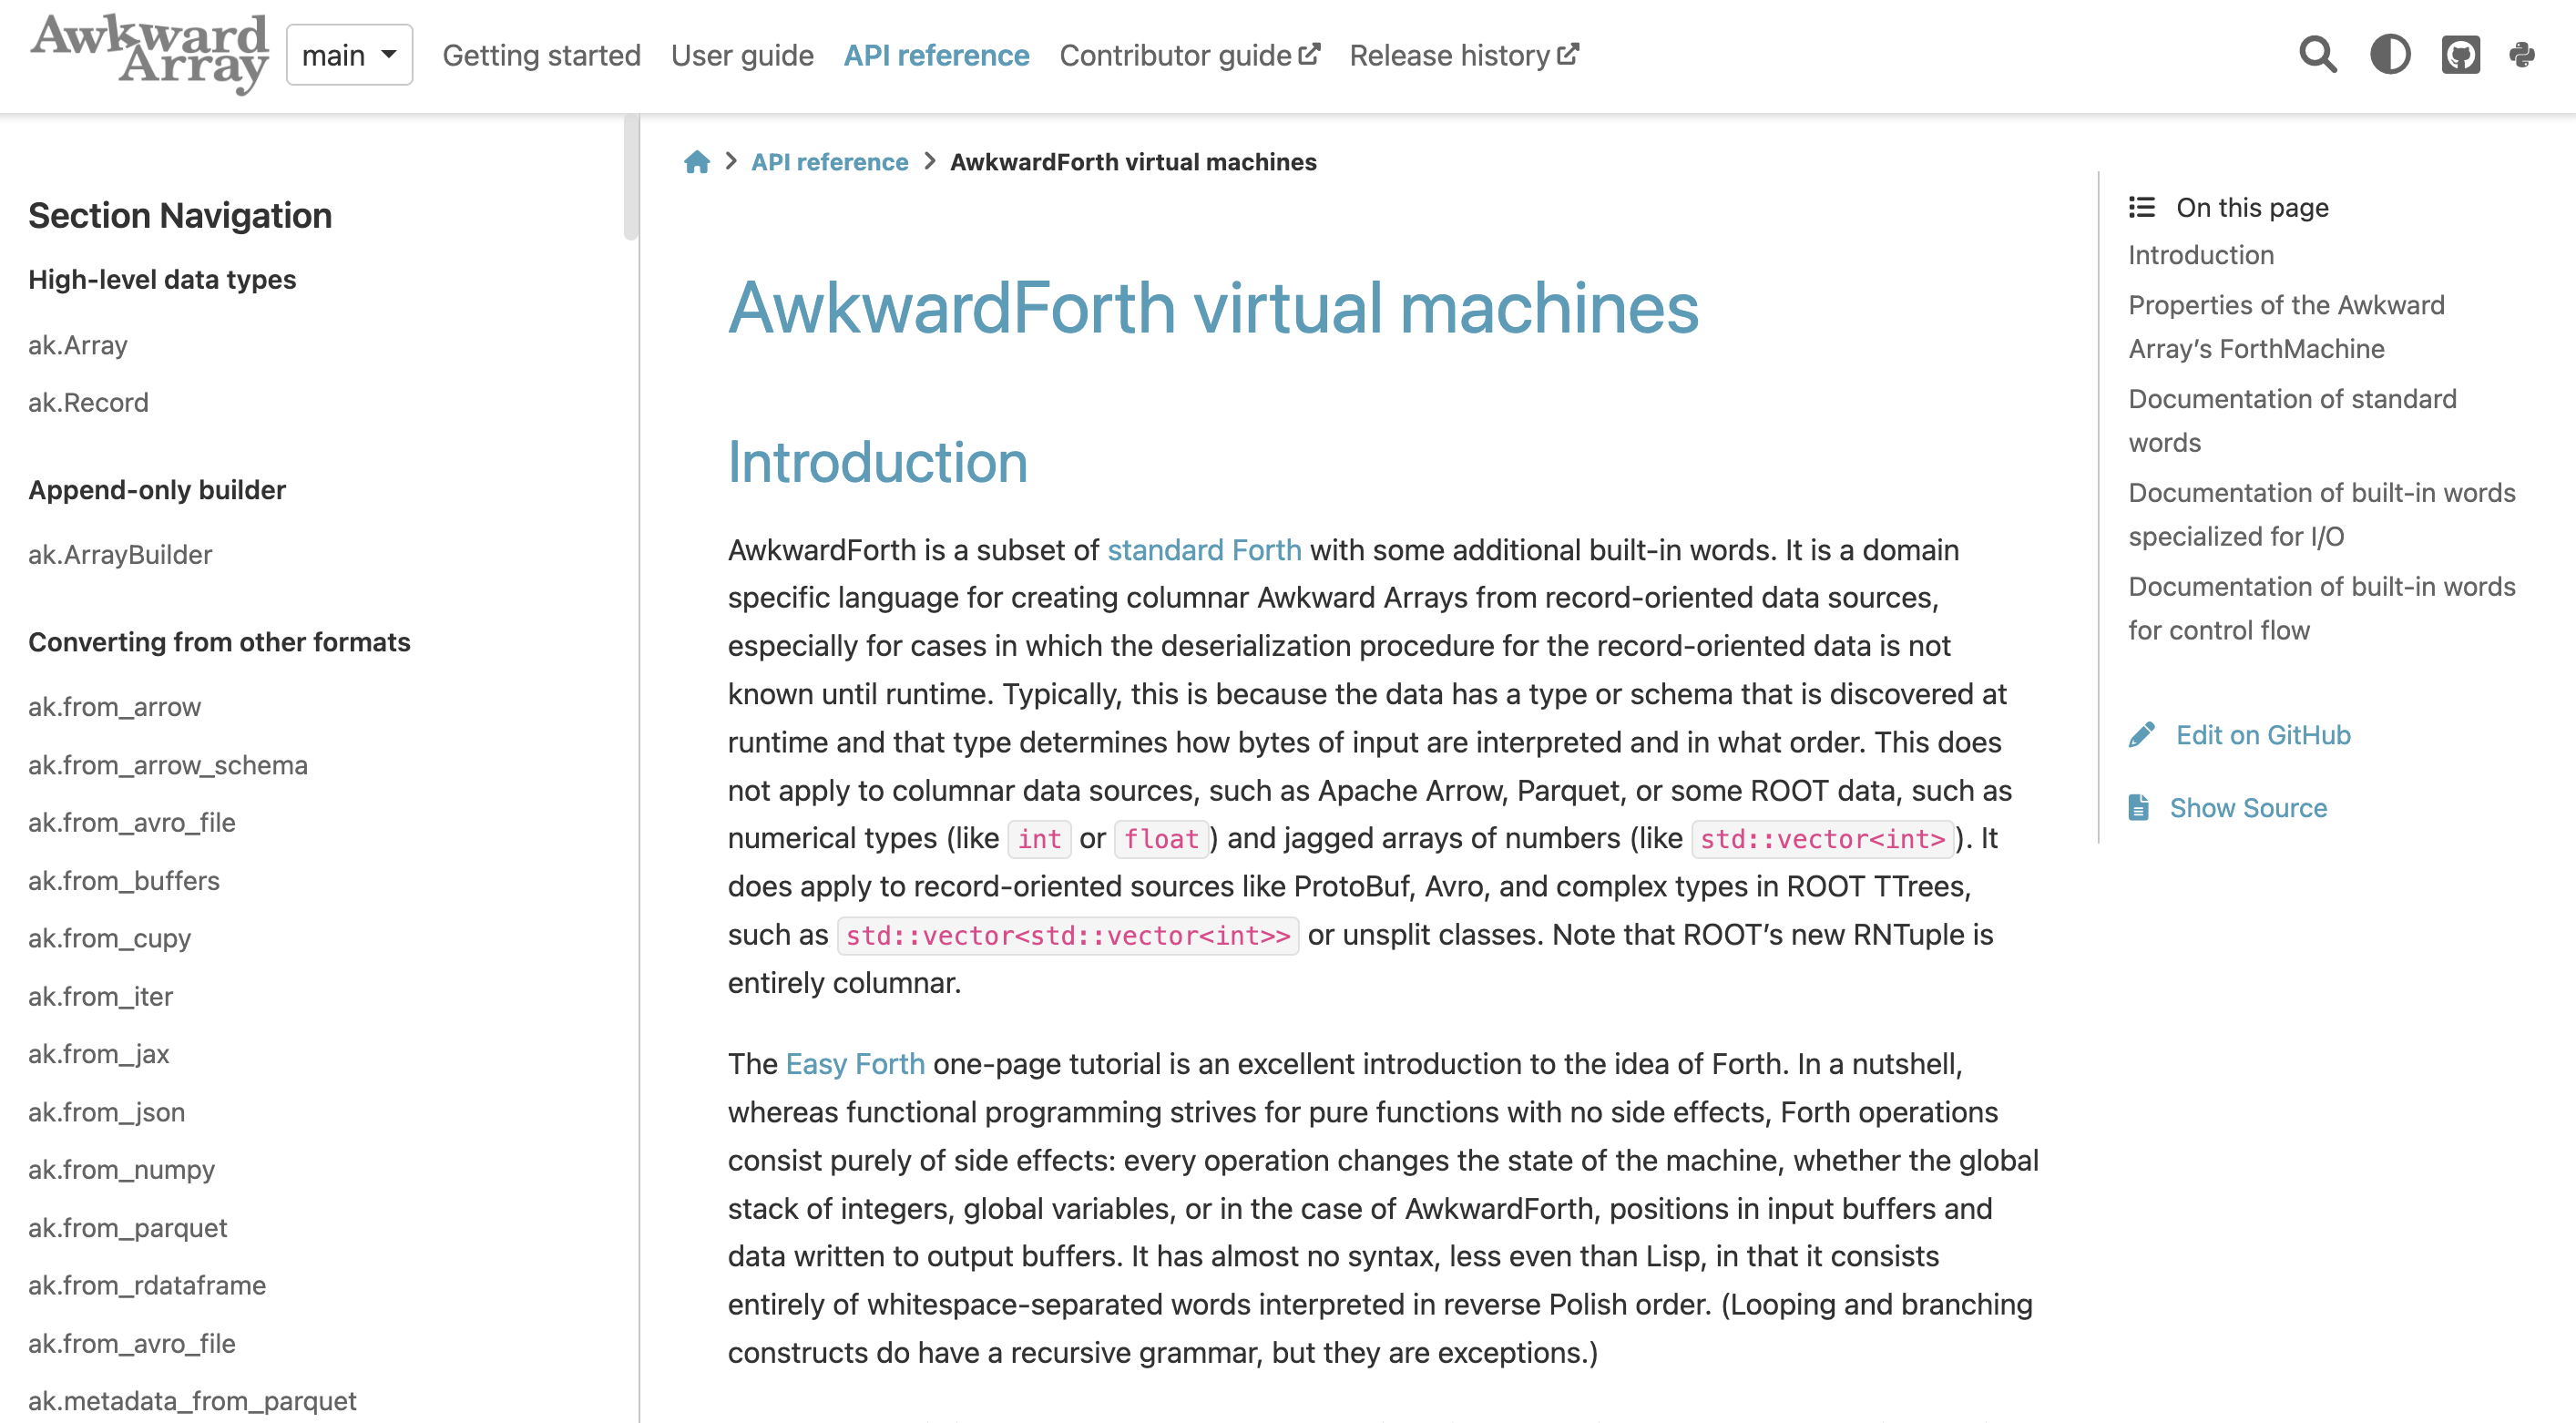 Awkward
Array
main
Getting started
User guide
API reference
Contributor guide
Release history
Section Navigation
High-level data types
ak.Array
ak.Record
Append-only builder
ak.ArrayBuilder
Converting from other formats
ak.from_arrow
ak.from_arrow_schema
ak.from_avro_file
ak.from_buffers
ak.from_cupy
ak.from_iter
ak.from_jax
ak.from_json
ak.from_numpy
ak.from_parquet
ak.from_rdataframe
ak.from_avro_file
ak.metadata_from_parquet
API reference
AwkwardForth virtual machines
AwkwardForth virtual machines
Introduction
AwkwardForth is a subset of standard Forth with some additional built-in words. It is a domain
specific language for creating columnar Awkward Arrays from record-oriented data sources,
especially for cases in which the deserialization procedure for the record-oriented data is not
known until runtime. Typically, this is because the data has a type or schema that is discovered at
runtime and that type determines how bytes of input are interpreted and in what order. This does
not apply to columnar data sources, such as Apache Arrow, Parquet, or some ROOT data, such as
numerical types (like int or float) and jagged arrays of numbers (like std::vector<int>). It
does apply to record-oriented sources like ProtoBuf, Avro, and complex types in ROOT TTrees,
such as std::vector<std::vector<int>> or unsplit classes. Note that ROOT’s new RNTuple is
entirely columnar.
The Easy Forth one-page tutorial is an excellent introduction to the idea of Forth. In a nutshell,
whereas functional programming strives for pure functions with no side effects, Forth operations
consist purely of side effects: every operation changes the state of the machine, whether the global
stack of integers, global variables, or in the case of AwkwardForth, positions in input buffers and
data written to output buffers. It has almost no syntax, less even than Lisp, in that it consists
entirely of whitespace-separated words interpreted in reverse Polish order. (Looping and branching
constructs do have a recursive grammar, but they are exceptions.)
On this page
Introduction
Properties of the Awkward
Array’s ForthMachine
Documentation of standard
words
Documentation of built-in words
specialized for I/O
Documentation of built-in words
for control flow
Edit on GitHub
Show Source